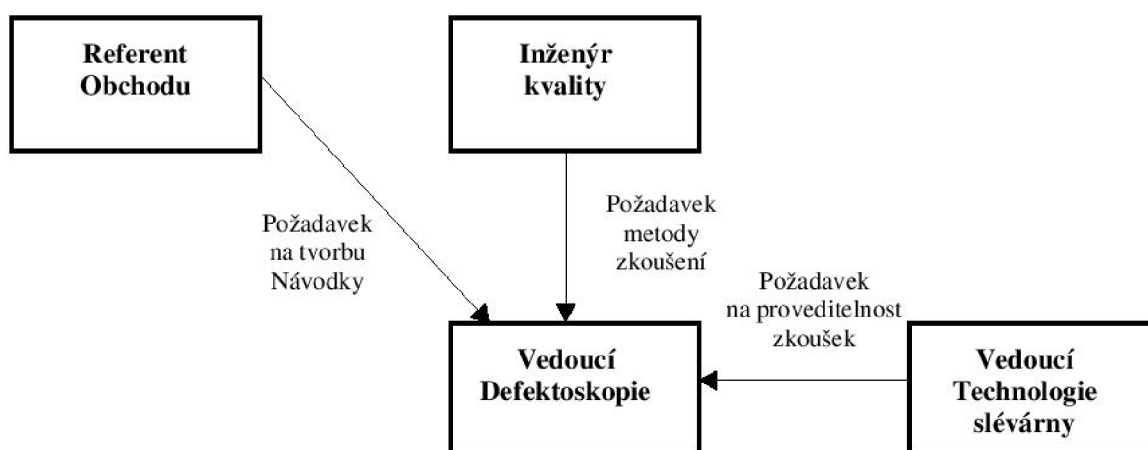 Referent
Obchodu
Inženýr
kvality
Požadavek
na tvorbu
Návodky
Požadavek
metody
zkoušení
Požadavek
na proveditelnost
zkoušek
Vedoucí
Defektoskopie
Vedoucí
Technologie
slévárny